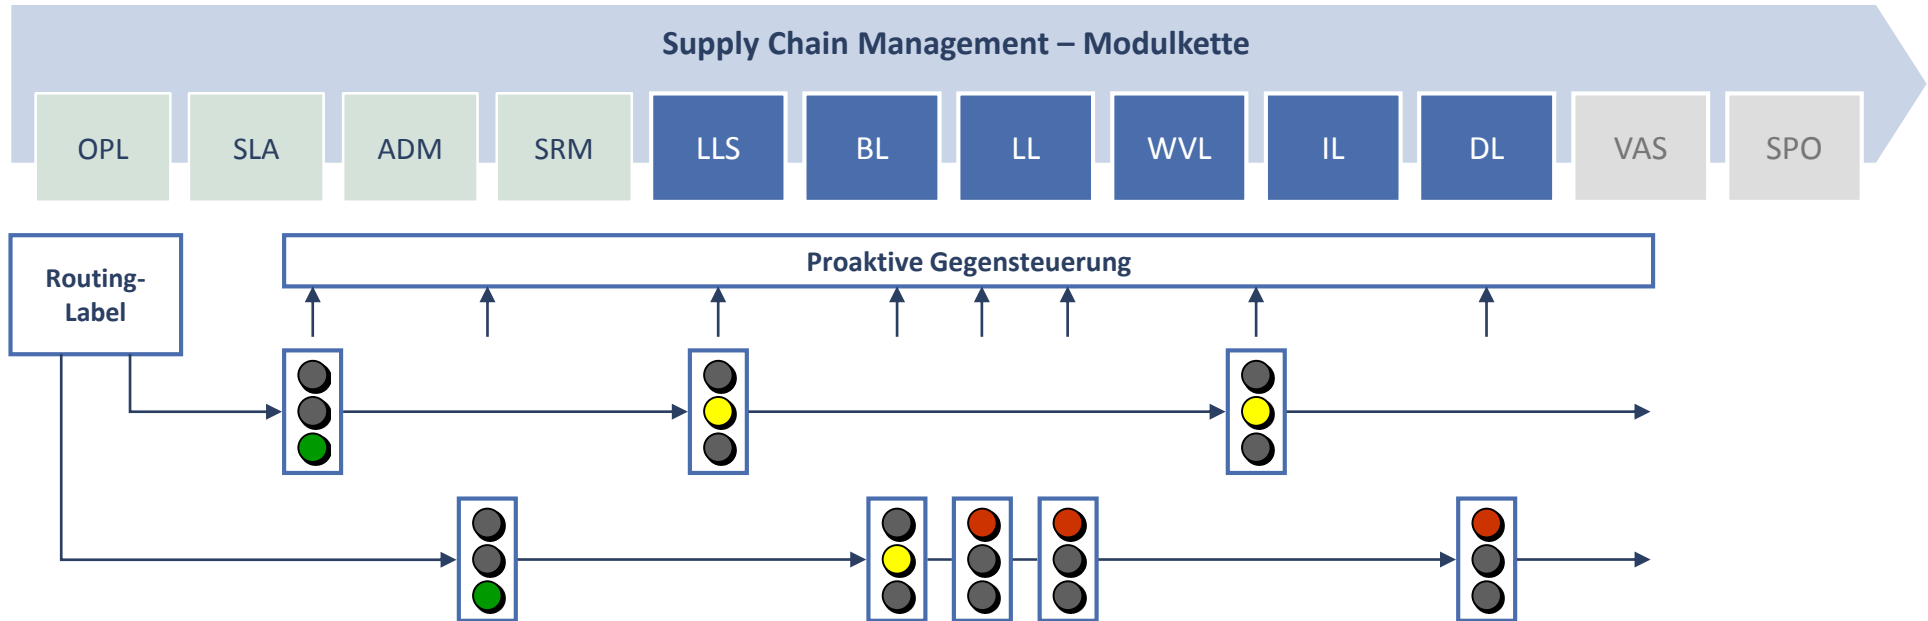 Supply Chain Management – Modulkette
OPL
SLA
ADM
SRM
LLS
BL
LL
WVL
IL
DL
VAS
SPO
Routing-
Label
Proaktive Gegensteuerung